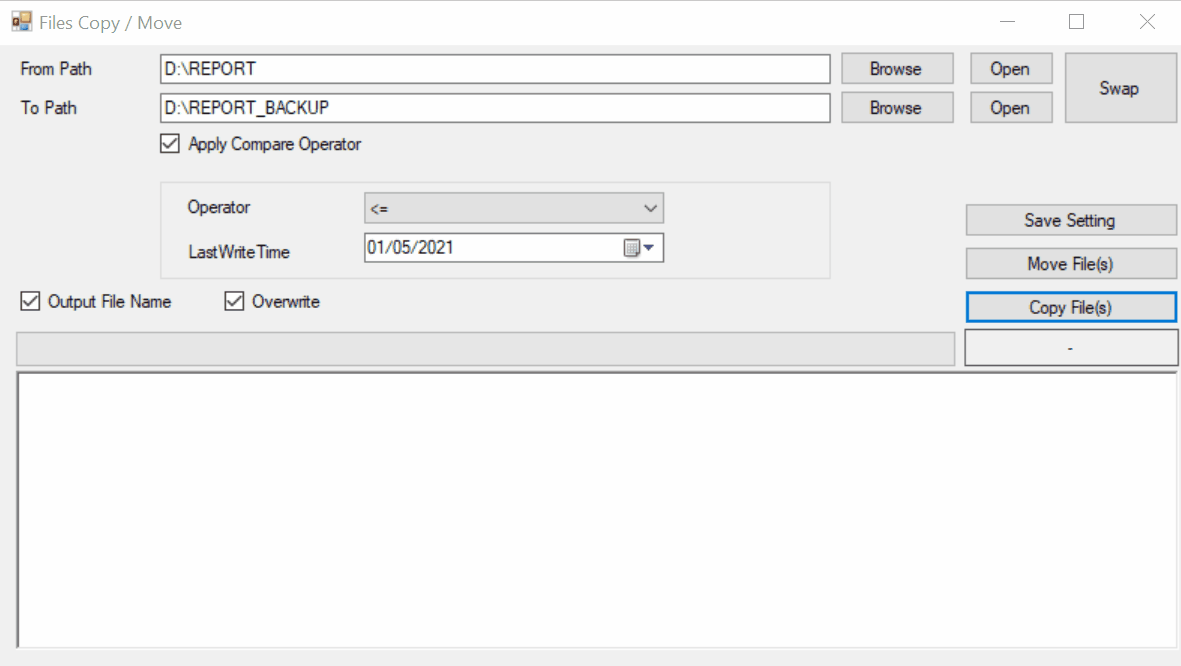 Files Copy / Move
From Path D:\REPORT Browse Open Swap
To Path D:\REPORT_BACKUP Browse Open
Apply Compare Operator
Operator <=
LastWriteTime 01/05/2021
Save Setting
Move File(s)
Output File Name Overwrite Copy File(s)
-